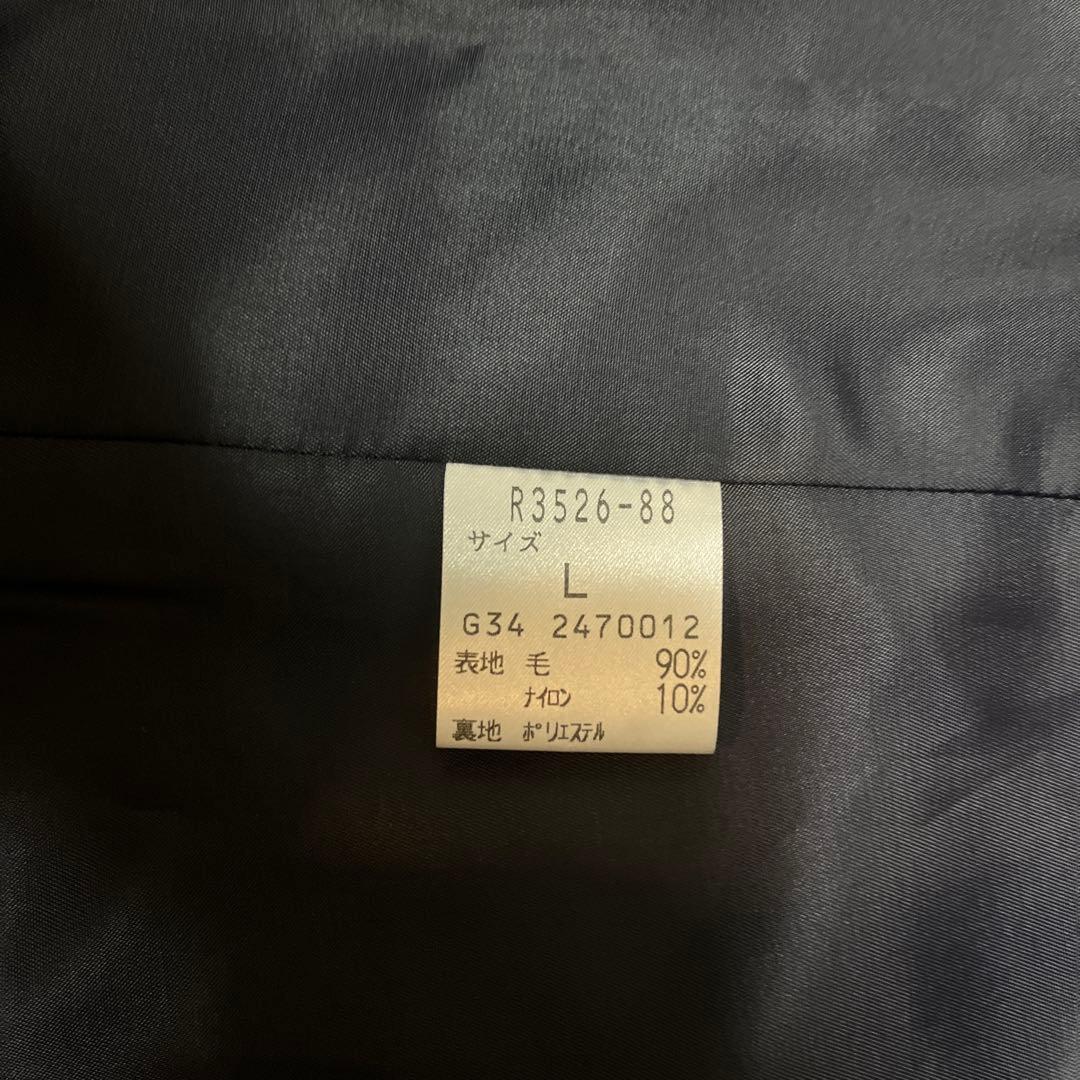 R3526-88
サイズ
L
G34 2470012
表地 毛 90%
ナイロン 10%
裏地 ポリエステル